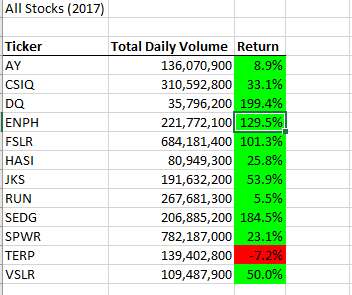 All Stocks (2017)
Ticker Total Daily Volume Return
AY 136,070,900 8.9%
CSIQ 310,592,800 33.1%
DQ 35,796,200 199.4%
ENPH 221,772,100 129.5%
FSLR 684,181,400 101.3%
HASI 80,949,300 25.8%
JKS 191,632,200 53.9%
RUN 267,681,300 5.5%
SEDG 206,885,200 184.5%
SPWR 782,187,000 23.1%
TERP 139,402,800 -7.2%
VSLR 109,487,900 50.0%